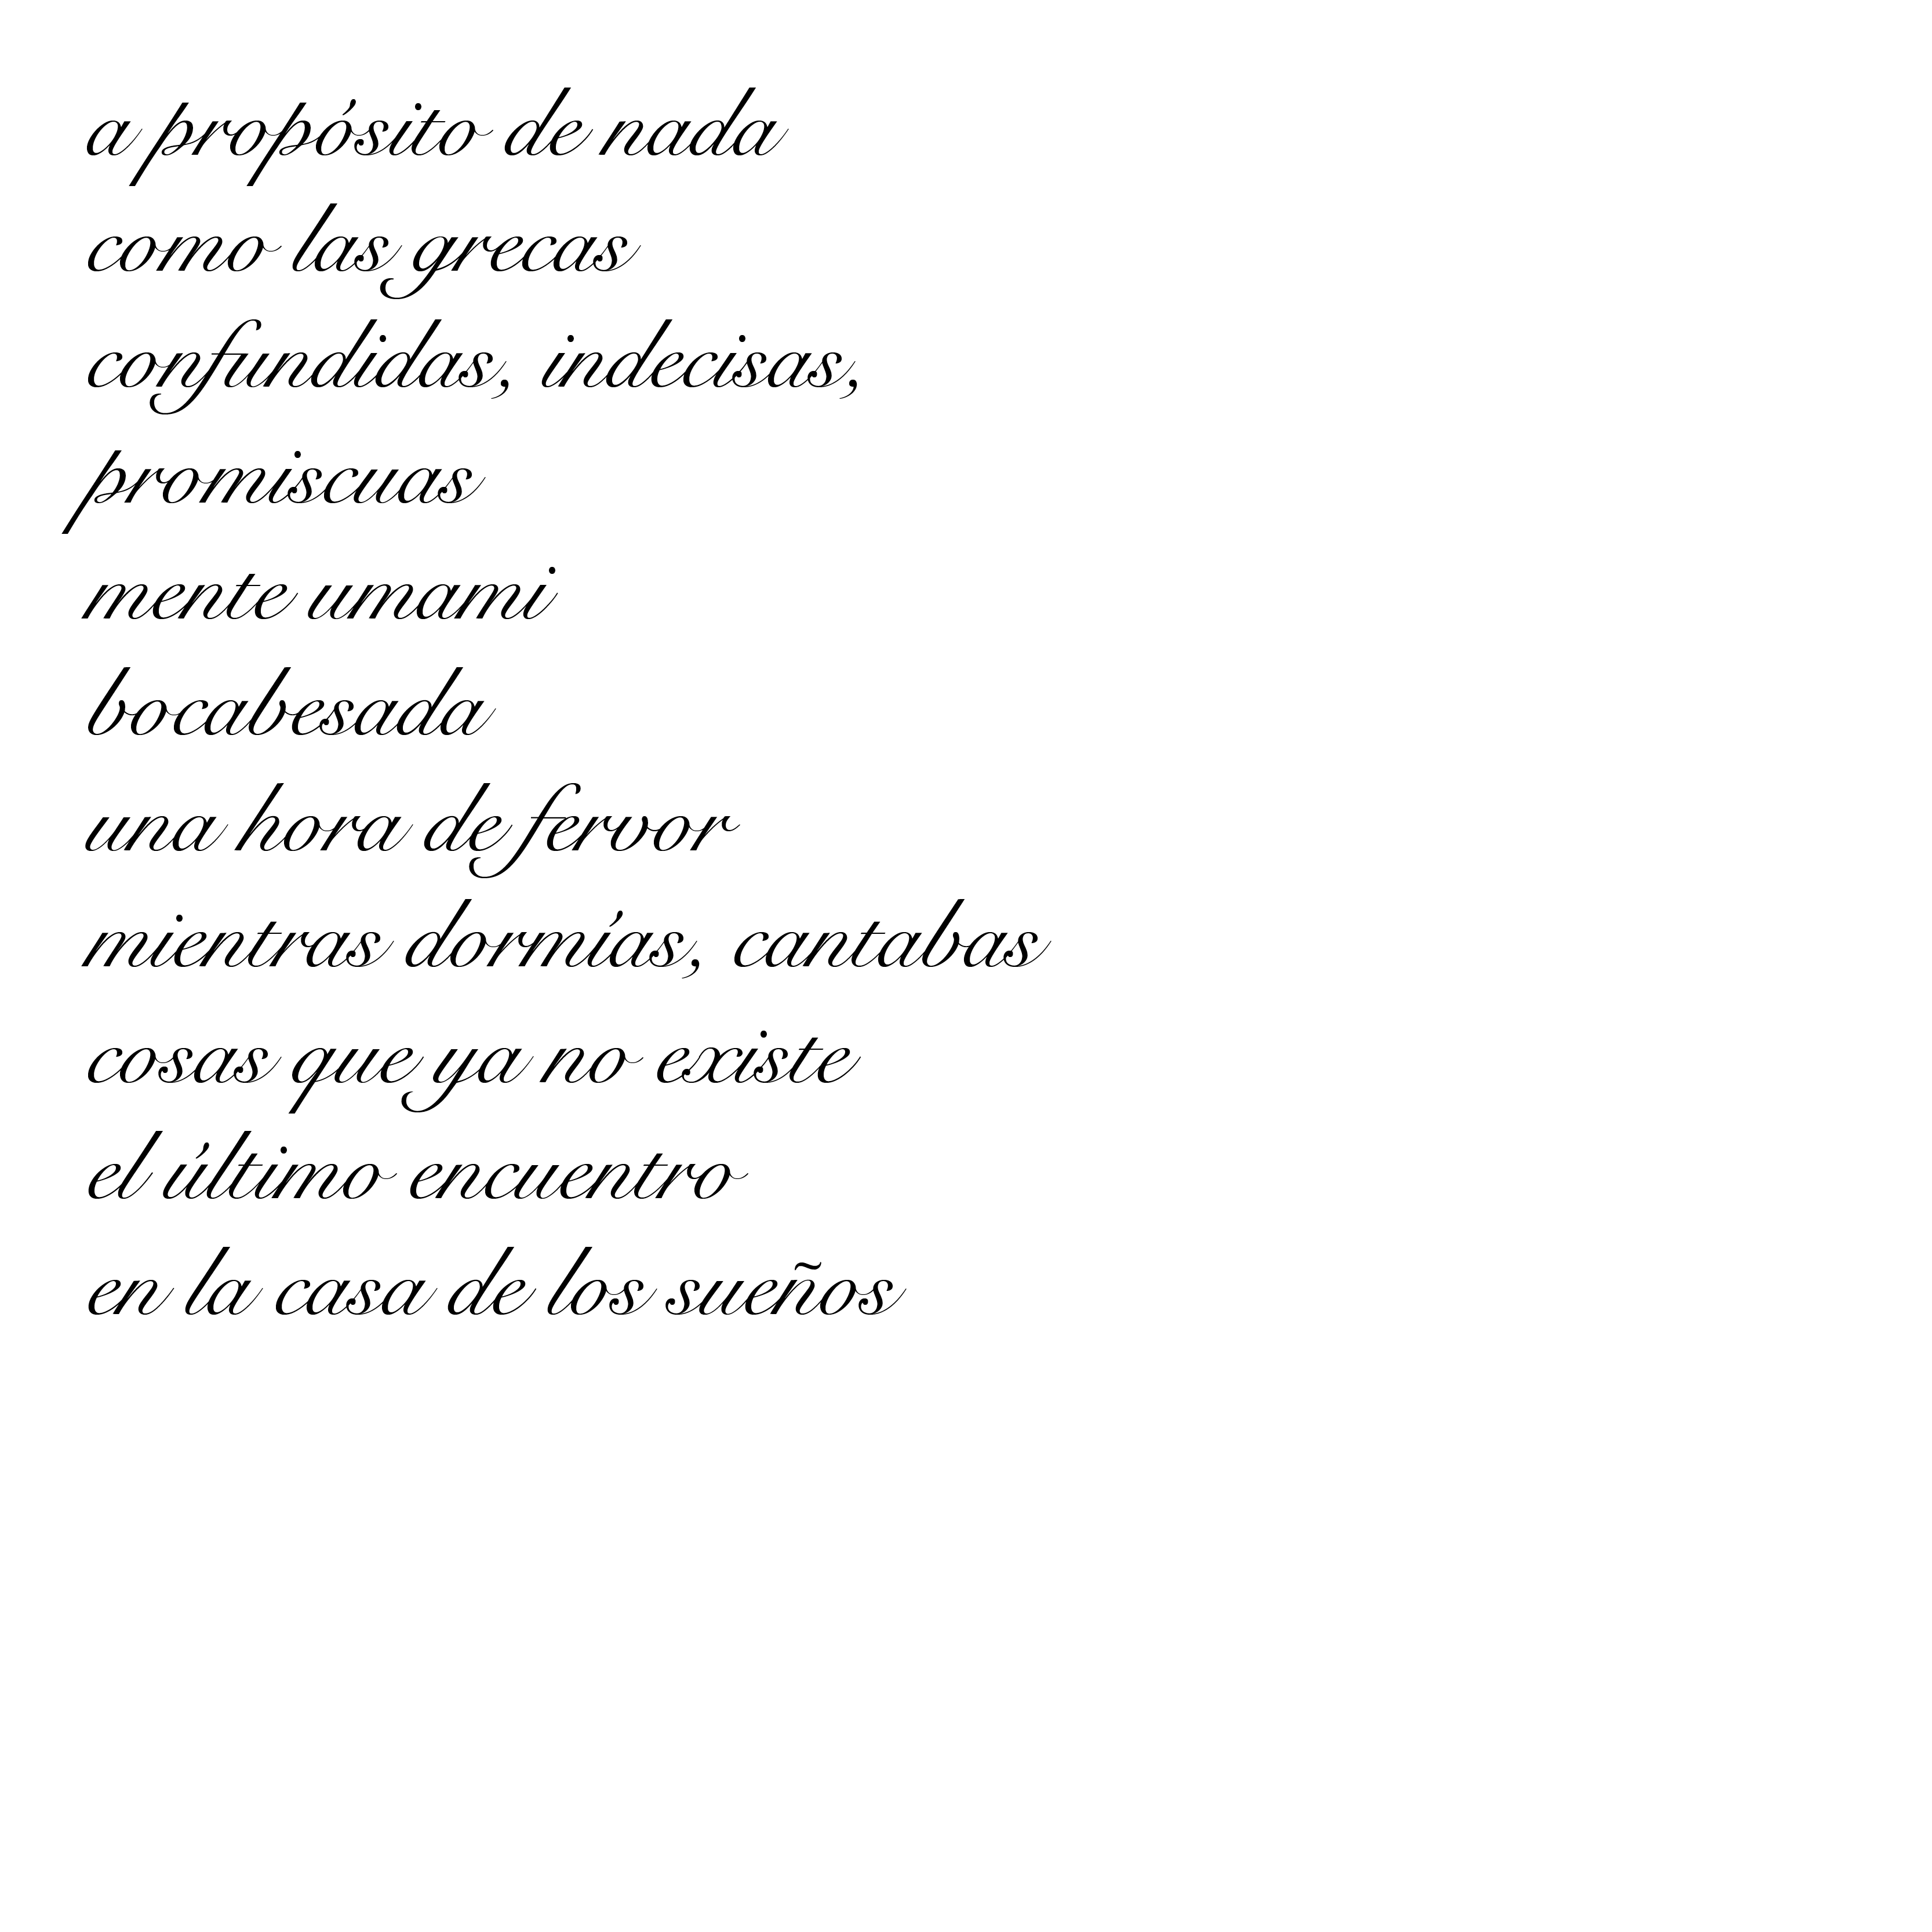 a propósito de nada
como las grecas
confundidas, indecisas,
promiscuas
mente umami
bocabesada
una hora de fervor
mientras dormías, cantabas
cosas que ya no existe
el último encuentro
en la casa de los sueños